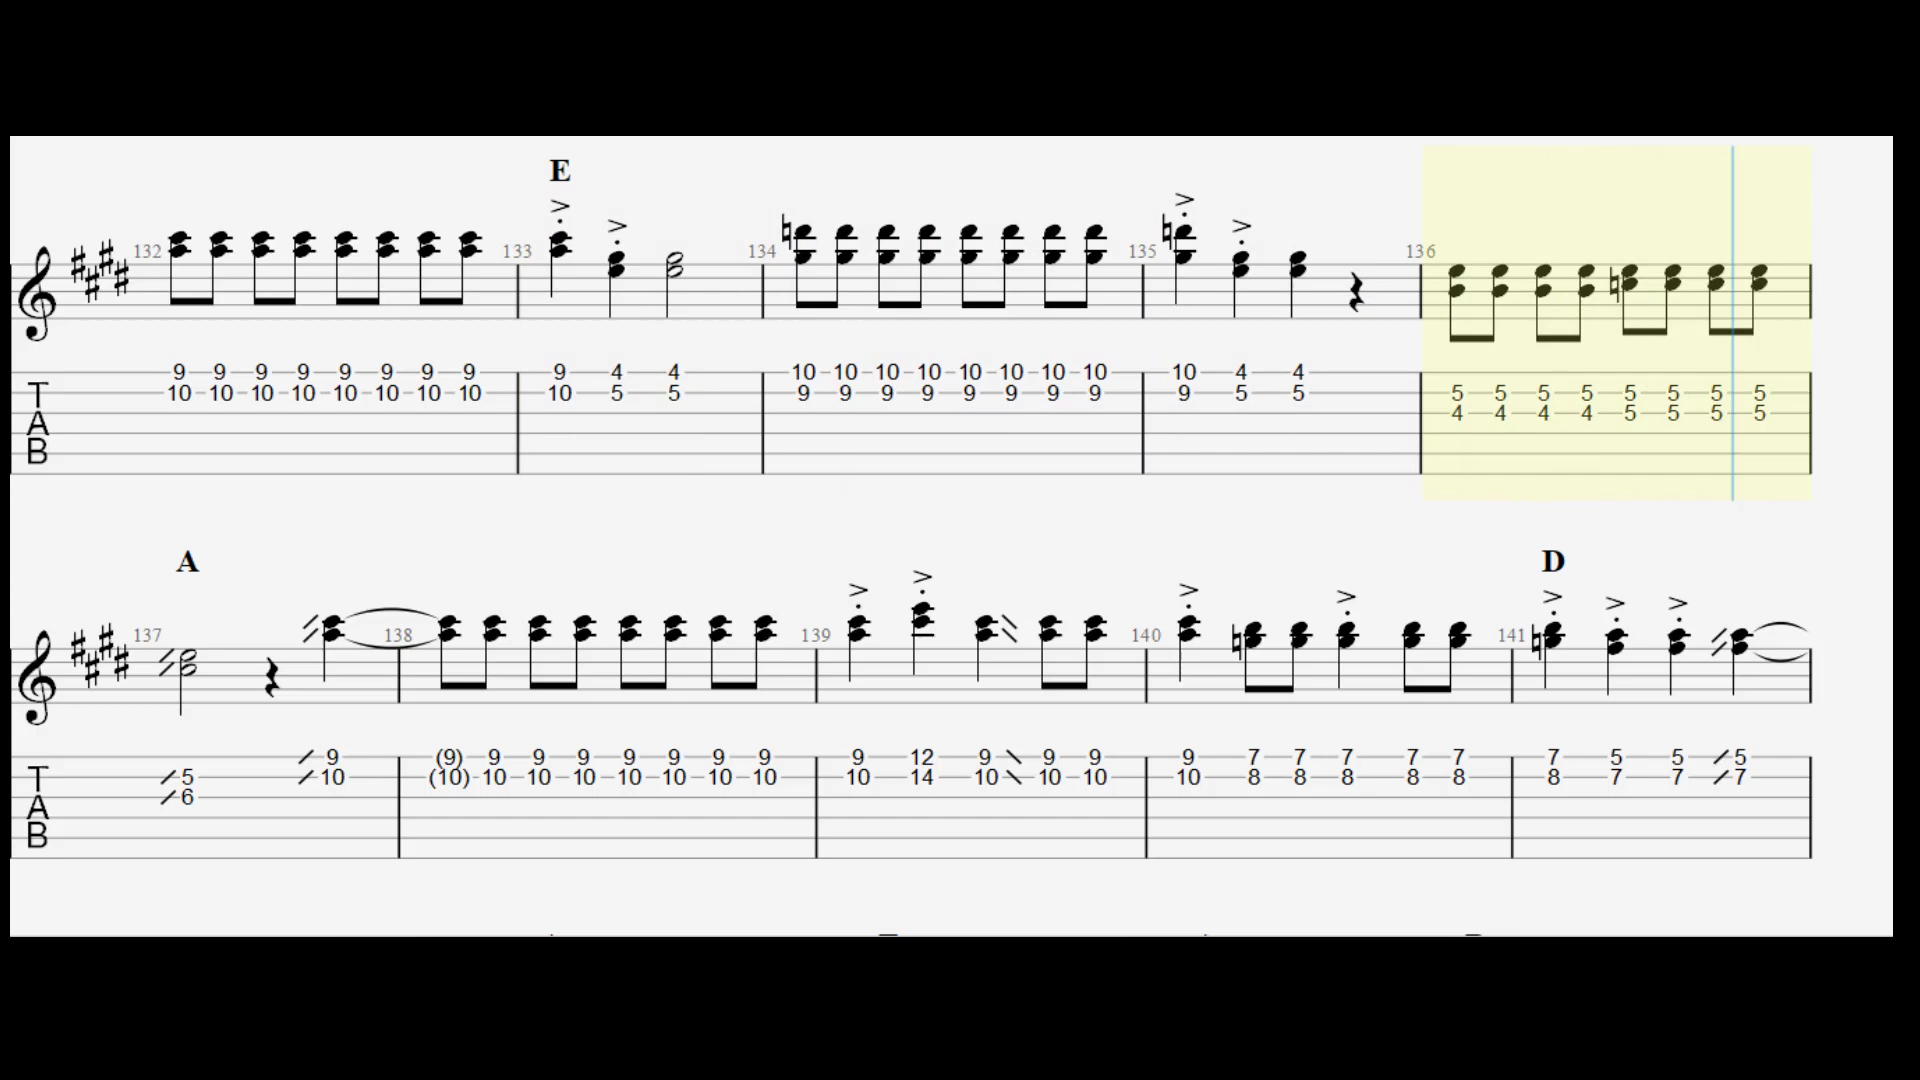 E
132 133 134 135 136
9 9 9 9 9 9 9 9 9 4 4 10 10 10 10 10 10 10 10 10 4 4
T 10 10 10 10 10 10 10 10 10 5 5 9 9 9 9 9 9 9 9 9 5 5 5 5 5 5 5 5 5 5
A 4 4 4 4 5 5 5 5
B
A D
137 138 139 140 141
9 (9) 9 9 9 9 9 9 9 9 12 9 9 9 9 7 7 7 7 7 7 5 5 5
T 5 10 (10) 10 10 10 10 10 10 10 10 14 10 10 10 10 8 8 8 8 8 8 7 7 7
A 6
B